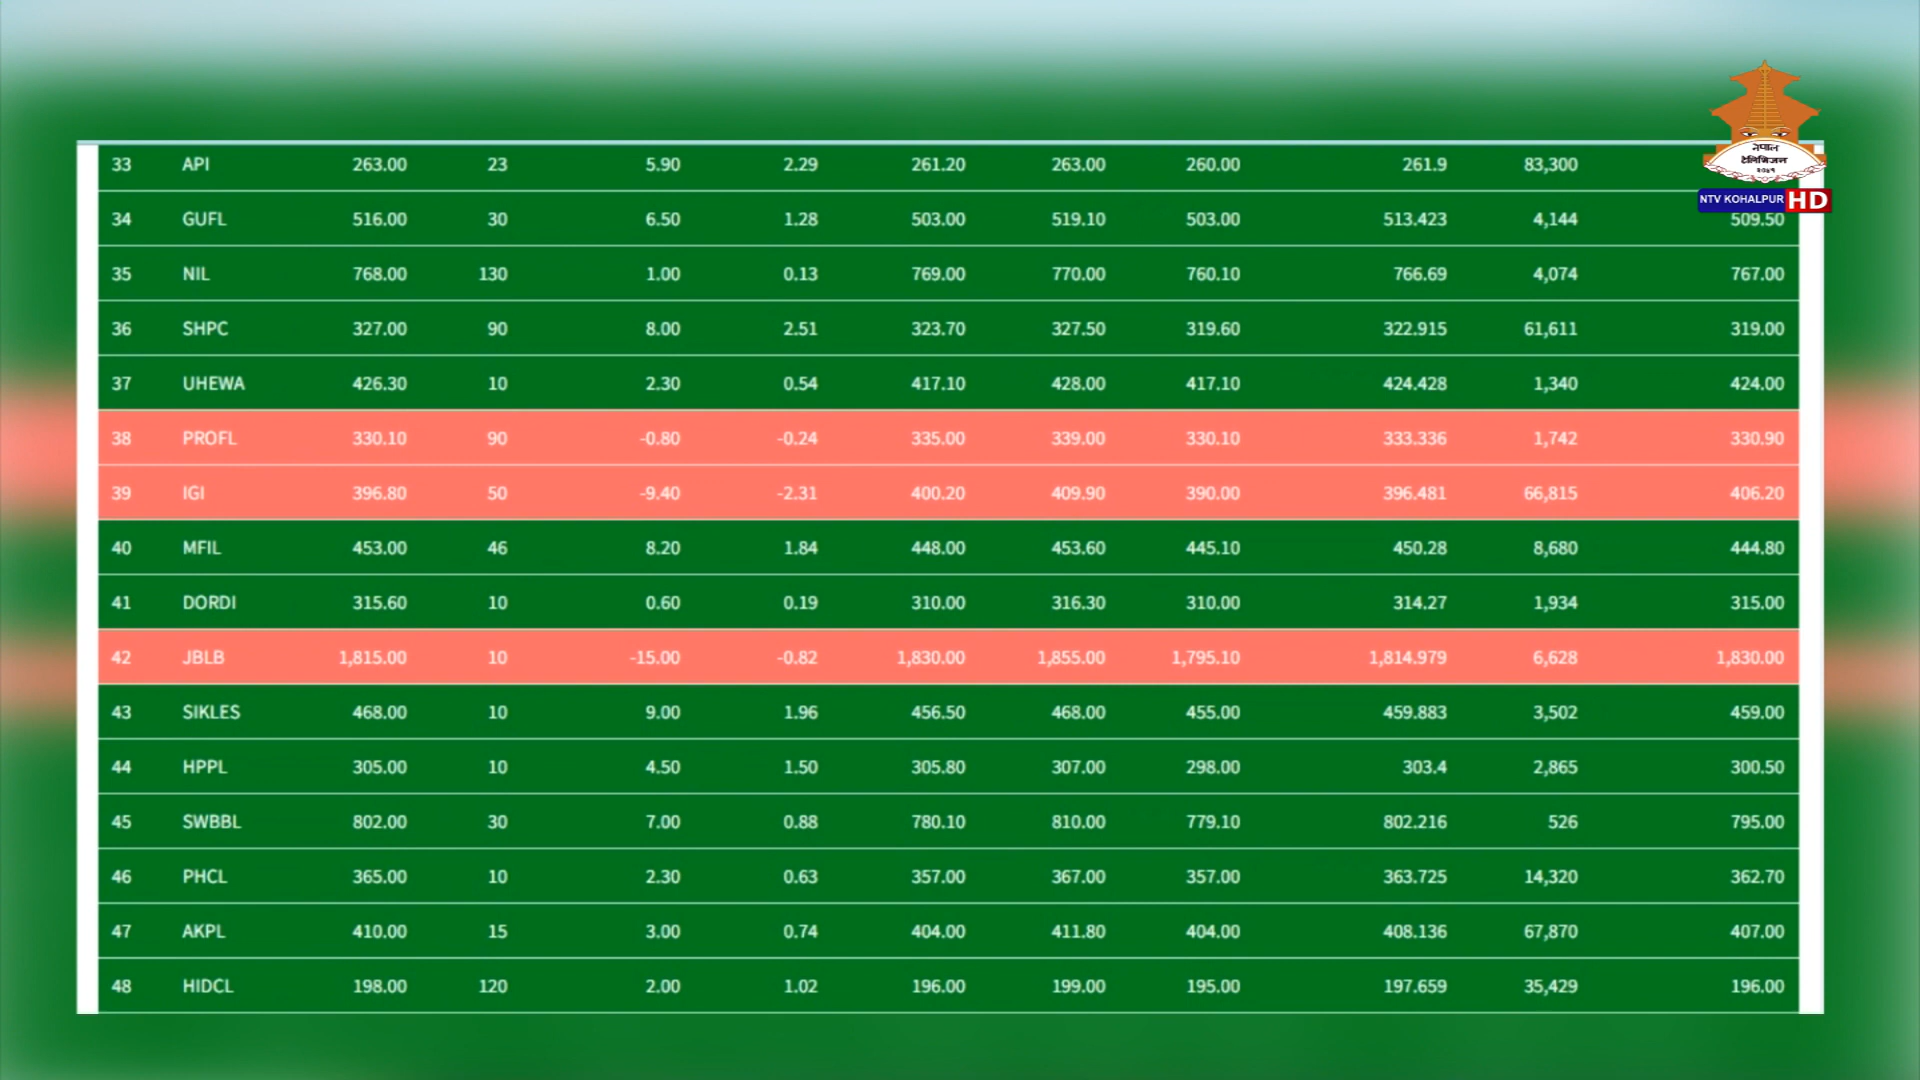 33 API 263.00 23 5.90 2.29 261.20 263.00 260.00 261.9 83,300
नेपाल
टेलिभिजन
२०४१
NTV KOHALPUR HD
34 GUFL 516.00 30 6.50 1.28 503.00 519.10 503.00 513.423 4,144 509.50
35 NIL 768.00 130 1.00 0.13 769.00 770.00 760.10 766.69 4,074 767.00
36 SHPC 327.00 90 8.00 2.51 323.70 327.50 319.60 322.915 61,611 319.00
37 UHEWA 426.30 10 2.30 0.54 417.10 428.00 417.10 424.428 1,340 424.00
38 PROFL 330.10 90 -0.80 -0.24 335.00 339.00 330.10 333.336 1,742 330.90
39 IGI 396.80 50 -9.40 -2.31 400.20 409.90 390.00 396.481 66,815 406.20
40 MFIL 453.00 46 8.20 1.84 448.00 453.60 445.10 450.28 8,680 444.80
41 DORDI 315.60 10 0.60 0.19 310.00 316.30 310.00 314.27 1,934 315.00
42 JBLB 1,815.00 10 -15.00 -0.82 1,830.00 1,855.00 1,795.10 1,814.979 6,628 1,830.00
43 SIKLES 468.00 10 9.00 1.96 456.50 468.00 455.00 459.883 3,502 459.00
44 HPPL 305.00 10 4.50 1.50 305.80 307.00 298.00 303.4 2,865 300.50
45 SWBBL 802.00 30 7.00 0.88 780.10 810.00 779.10 802.216 526 795.00
46 PHCL 365.00 10 2.30 0.63 357.00 367.00 357.00 363.725 14,320 362.70
47 AKPL 410.00 15 3.00 0.74 404.00 411.80 404.00 408.136 67,870 407.00
48 HIDCL 198.00 120 2.00 1.02 196.00 199.00 195.00 197.659 35,429 196.00